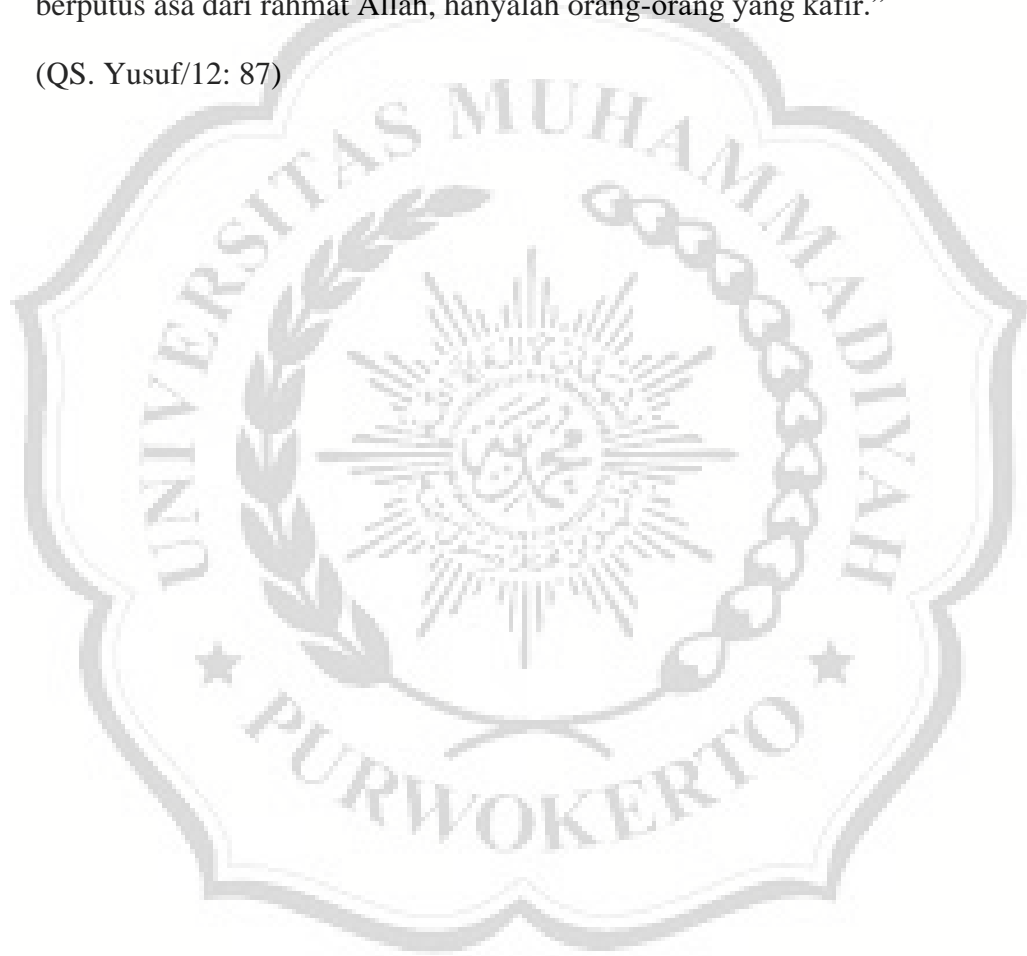 berputus asa dari rahmat Allah, hanyalah orang-orang yang kafir.”
(QS. Yusuf/12: 87)
UNIVERSITAS MUHAMMADIYAH
PURWOKERTO